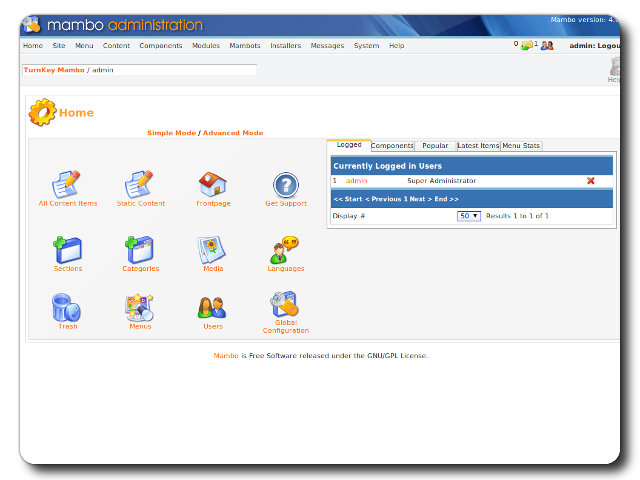 mambo administration
Mambo version: 4.
Home Site Menu Content Components Modules Mambots Installers Messages System Help 0 1 admin: Logou
TurnKey Mambo / admin
Help
Home
Simple Mode / Advanced Mode
Logged Components Popular Latest Items Menu Stats
Currently Logged in Users
1 admin Super Administrator
<< Start < Previous 1 Next > End >>
Display # 50 Results 1 to 1 of 1
All Content Items Static Content Frontpage Get Support
Sections Categories Media Languages
Trash Menus Users Global Configuration
Mambo is Free Software released under the GNU/GPL License.